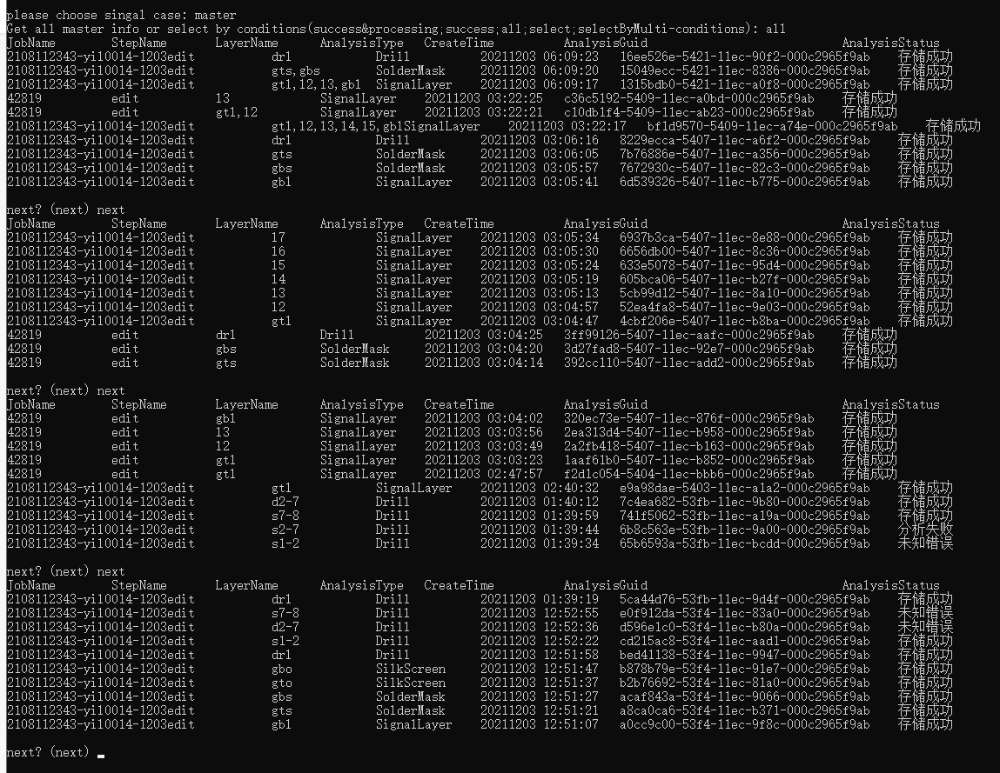 please choose singal case: master
Get all master info or select by conditions(success&processing;success;all;select;selectByMulti-conditions): all
JobName StepName LayerName AnalysisType CreateTime AnalysisGuid AnalysisStatus
2108112343-yi10014-1203edit dr1 Drill 20211203 06:09:23 16ee526e-5421-11ec-90f2-000c2965f9ab 存储成功
2108112343-yi10014-1203edit gts,gbs SolderMask 20211203 06:09:20 15049ecc-5421-11ec-8386-000c2965f9ab 存储成功
2108112343-yi10014-1203edit gt1,12,13,gb1 SignalLayer 20211203 06:09:17 1315bdb0-5421-11ec-a0f8-000c2965f9ab 存储成功
42819 edit 13 SignalLayer 20211203 03:22:25 c36c5192-5409-11ec-a0bd-000c2965f9ab 存储成功
42819 edit gt1,12 SignalLayer 20211203 03:22:21 c10db1f4-5409-11ec-ab23-000c2965f9ab 存储成功
2108112343-yi10014-1203edit gt1,12,13,14,15,gb1SignalLayer 20211203 03:22:17 bf1d9570-5409-11ec-a74e-000c2965f9ab 存储成功
2108112343-yi10014-1203edit dr1 Drill 20211203 03:06:16 8229ecca-5407-11ec-a6f2-000c2965f9ab 存储成功
2108112343-yi10014-1203edit gts SolderMask 20211203 03:06:05 7b76886e-5407-11ec-a356-000c2965f9ab 存储成功
2108112343-yi10014-1203edit gbs SolderMask 20211203 03:05:57 7672930c-5407-11ec-82c3-000c2965f9ab 存储成功
2108112343-yi10014-1203edit gb1 SignalLayer 20211203 03:05:41 6d539326-5407-11ec-b775-000c2965f9ab 存储成功
next? (next) next
JobName StepName LayerName AnalysisType CreateTime AnalysisGuid AnalysisStatus
2108112343-yi10014-1203edit 17 SignalLayer 20211203 03:05:34 6937b3ca-5407-11ec-8e88-000c2965f9ab 存储成功
2108112343-yi10014-1203edit 16 SignalLayer 20211203 03:05:30 6656db00-5407-11ec-8c36-000c2965f9ab 存储成功
2108112343-yi10014-1203edit 15 SignalLayer 20211203 03:05:24 633e5078-5407-11ec-95d4-000c2965f9ab 存储成功
2108112343-yi10014-1203edit 14 SignalLayer 20211203 03:05:19 605bca06-5407-11ec-b27f-000c2965f9ab 存储成功
2108112343-yi10014-1203edit 13 SignalLayer 20211203 03:05:13 5cb99d12-5407-11ec-8a10-000c2965f9ab 存储成功
2108112343-yi10014-1203edit 12 SignalLayer 20211203 03:04:57 52ea4fa8-5407-11ec-9e03-000c2965f9ab 存储成功
2108112343-yi10014-1203edit gt1 SignalLayer 20211203 03:04:47 4cbf206e-5407-11ec-b8ba-000c2965f9ab 存储成功
42819 edit dr1 Drill 20211203 03:04:25 3ff99126-5407-11ec-aafc-000c2965f9ab 存储成功
42819 edit gbs SolderMask 20211203 03:04:20 3d27fad8-5407-11ec-92e7-000c2965f9ab 存储成功
42819 edit gts SolderMask 20211203 03:04:14 392cc110-5407-11ec-add2-000c2965f9ab 存储成功
next? (next) next
JobName StepName LayerName AnalysisType CreateTime AnalysisGuid AnalysisStatus
42819 edit gb1 SignalLayer 20211203 03:04:02 320ec73e-5407-11ec-876f-000c2965f9ab 存储成功
42819 edit 13 SignalLayer 20211203 03:03:56 2ea313d4-5407-11ec-b958-000c2965f9ab 存储成功
42819 edit 12 SignalLayer 20211203 03:03:49 2a2fb418-5407-11ec-b163-000c2965f9ab 存储成功
42819 edit gt1 SignalLayer 20211203 03:03:23 1aaf61b0-5407-11ec-b852-000c2965f9ab 存储成功
42819 edit gt1 SignalLayer 20211203 02:47:57 f2d1c054-5404-11ec-bbb6-000c2965f9ab 存储成功
2108112343-yi10014-1203edit gt1 SignalLayer 20211203 02:40:32 e9a98dae-5403-11ec-a1a2-000c2965f9ab 存储成功
2108112343-yi10014-1203edit d2-7 Drill 20211203 01:40:12 7c4ea682-53fb-11ec-9b80-000c2965f9ab 存储成功
2108112343-yi10014-1203edit s7-8 Drill 20211203 01:39:59 741f5062-53fb-11ec-a19a-000c2965f9ab 存储成功
2108112343-yi10014-1203edit s2-7 Drill 20211203 01:39:44 6b8c563e-53fb-11ec-9a00-000c2965f9ab 分析失败
2108112343-yi10014-1203edit s1-2 Drill 20211203 01:39:34 65b6593a-53fb-11ec-bcdd-000c2965f9ab 未知错误
next? (next) next
JobName StepName LayerName AnalysisType CreateTime AnalysisGuid AnalysisStatus
2108112343-yi10014-1203edit dr1 Drill 20211203 01:39:19 5ca44d76-53fb-11ec-9d4f-000c2965f9ab 存储成功
2108112343-yi10014-1203edit s7-8 Drill 20211203 12:52:55 e0f912da-53f4-11ec-83a0-000c2965f9ab 未知错误
2108112343-yi10014-1203edit d2-7 Drill 20211203 12:52:36 d596e1c0-53f4-11ec-b80a-000c2965f9ab 未知错误
2108112343-yi10014-1203edit s1-2 Drill 20211203 12:52:22 cd215ac8-53f4-11ec-aad1-000c2965f9ab 存储成功
2108112343-yi10014-1203edit dr1 Drill 20211203 12:51:58 bed41138-53f4-11ec-9947-000c2965f9ab 存储成功
2108112343-yi10014-1203edit gbo SilkScreen 20211203 12:51:47 b878b79e-53f4-11ec-91e7-000c2965f9ab 存储成功
2108112343-yi10014-1203edit gto SilkScreen 20211203 12:51:37 b2b76692-53f4-11ec-81a0-000c2965f9ab 存储成功
2108112343-yi10014-1203edit gbs SolderMask 20211203 12:51:27 acaf843a-53f4-11ec-9066-000c2965f9ab 存储成功
2108112343-yi10014-1203edit gts SolderMask 20211203 12:51:21 a8ca0ca6-53f4-11ec-b371-000c2965f9ab 存储成功
2108112343-yi10014-1203edit gb1 SignalLayer 20211203 12:51:07 a0cc9c00-53f4-11ec-9f8c-000c2965f9ab 存储成功
next? (next)